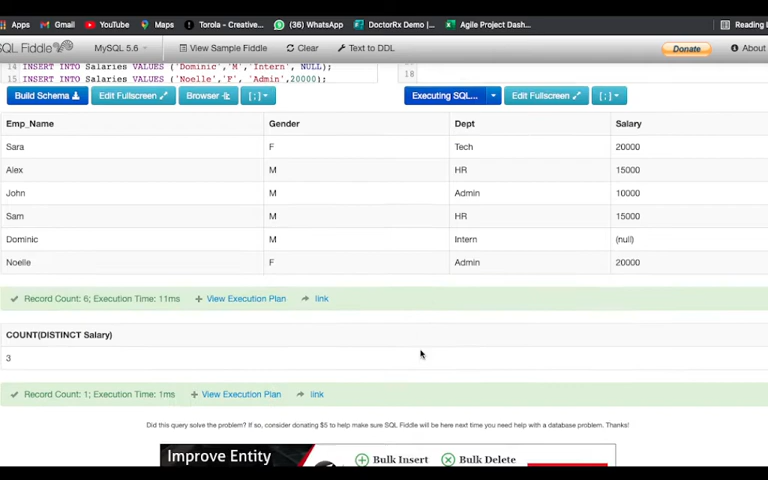 Apps Gmail YouTube Maps Torola - Creative... (36) WhatsApp DoctorRx Demo |... Agile Project Dash... Reading
SQL Fiddle MySQL 5.6 View Sample Fiddle Clear Text to DDL Donate About
14 INSERT INTO Salaries VALUES ('Dominic','M','Intern', NULL);
15 INSERT INTO Salaries VALUES ('Noelle','F', 'Admin',20000);
18
Build Schema Edit Fullscreen Browser [ ; ] Executing SQL... Edit Fullscreen [ ; ]
Emp_Name Gender Dept Salary
Sara F Tech 20000
Alex M HR 15000
John M Admin 10000
Sam M HR 15000
Dominic M Intern (null)
Noelle F Admin 20000
Record Count: 6; Execution Time: 11ms View Execution Plan link
COUNT(DISTINCT Salary)
3
Record Count: 1; Execution Time: 1ms View Execution Plan link
Did this query solve the problem? If so, consider donating $5 to help make sure SQL Fiddle will be here next time you need help with a database problem. Thanks!
Improve Entity Bulk Insert Bulk Delete